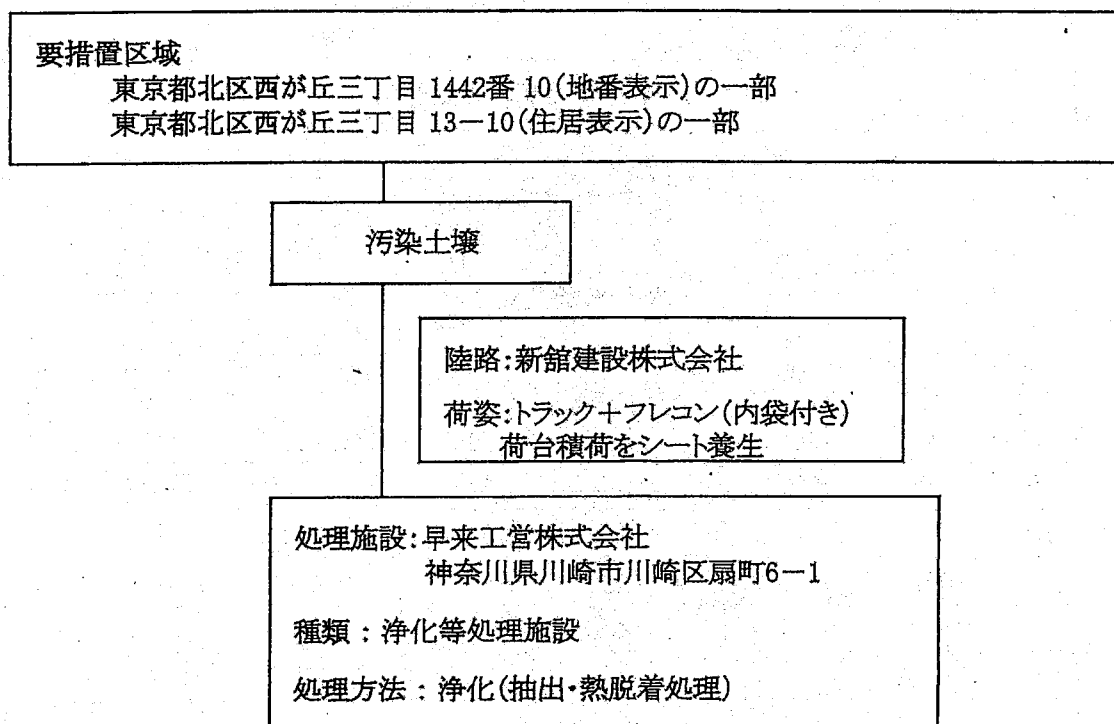 要措置区域
東京都北区西が丘三丁目 1442番 10(地番表示)の一部
東京都北区西が丘三丁目 13－10(住居表示)の一部
汚染土壌
陸路:新舘建設株式会社
荷姿:トラック＋フレコン(内袋付き)
荷台積荷をシート養生
処理施設:早来工営株式会社
神奈川県川崎市川崎区扇町6－1
種類 : 浄化等処理施設
処理方法 : 浄化(抽出・熱脱着処理)